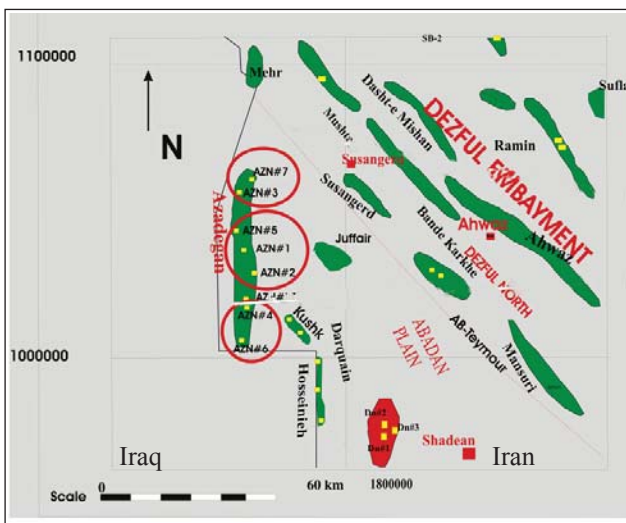 1100000
SB-2
Mehr
Sufla
Dasht-e Mishan
DEZFUL EMBAYMENT
N
Ramin
Susangerd
AZN#7
AZN#3
Azadegan
Susangerd
AZN#5
AZN#1
AZN#2
Juffair
Bande Karkhe
Ahwaz
Ahwaz
DEZFUL NORTH
AZN#4
AZN#6
Kushk
Darquain
ABADAN PLAIN
AB-Teymour
Mansuri
1000000
Hosseinieh
Dn#2
Dn#3
Dn#1
Shadean
Iraq
Iran
Scale
0
60 km
1800000